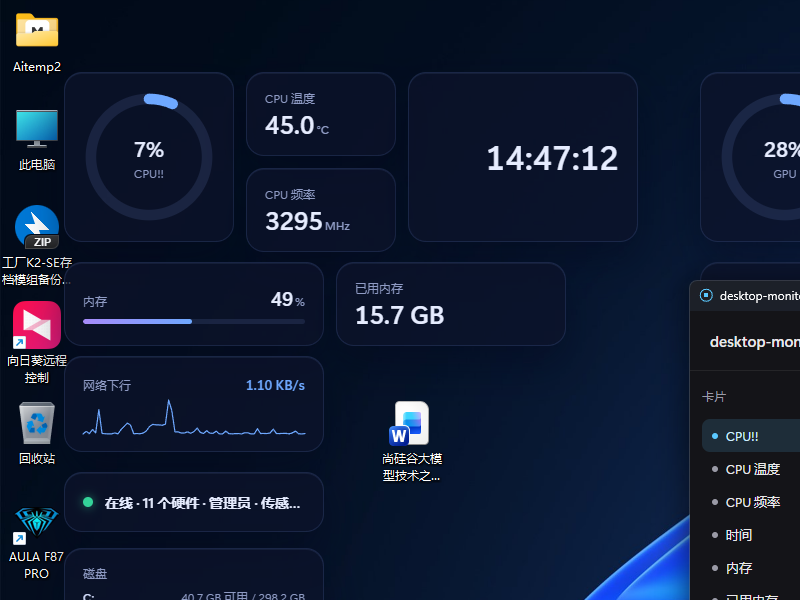 Aitemp2
此电脑
ZIP
工厂K2-SE存
档模组备份...
向日葵远程
控制
回收站
AULA F87
PRO
7%
CPU!!
CPU 温度
45.0°C
CPU 频率
3295 MHz
14:47:12
28%
GPU
内存
49 %
已用内存
15.7 GB
网络下行
1.10 KB/s
W
尚硅谷大模
型技术之...
在线 · 11 个硬件 · 管理员 · 传感...
磁盘
C:
40.7 GB 可用 / 298.2 GB
desktop-monito
desktop-mon
卡片
CPU!!
CPU 温度
CPU 频率
时间
内存
已用内存